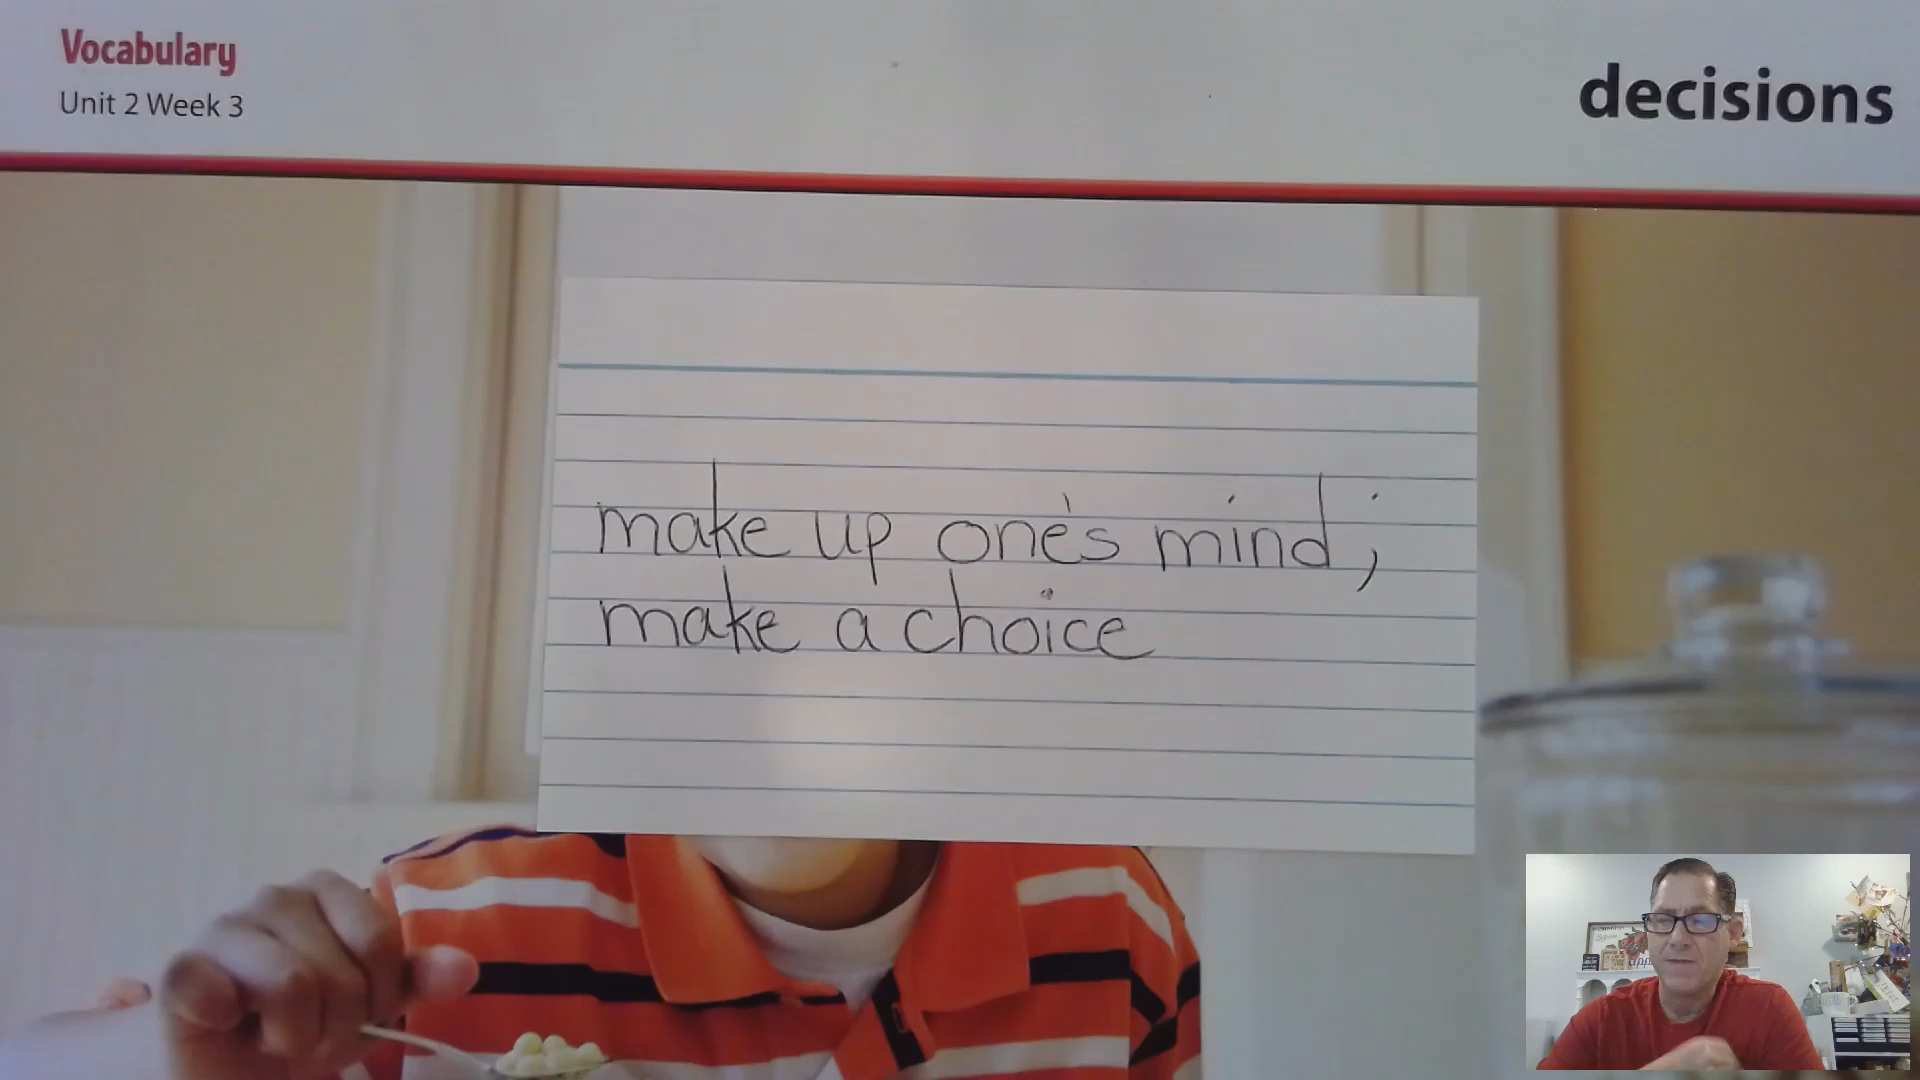 Vocabulary
Unit 2 Week 3
decisions
make up one's mind;
make a choice